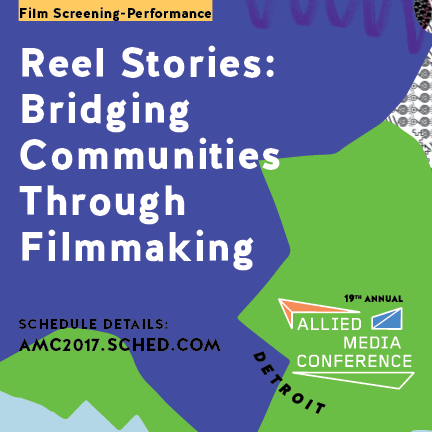 Film Screening-Performance
Reel Stories:
Bridging
Communities
Through
Filmmaking
SCHEDULE DETAILS:
AMC2017.SCHED.COM
19TH ANNUAL
ALLIED
MEDIA
CONFERENCE
DETROIT